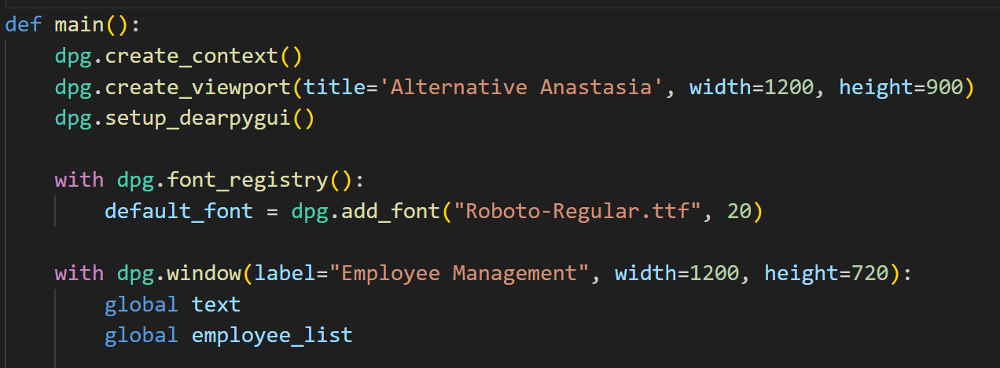 def main():
    dpg.create_context()
    dpg.create_viewport(title='Alternative Anastasia', width=1200, height=900)
    dpg.setup_dearpygui()

    with dpg.font_registry():
        default_font = dpg.add_font("Roboto-Regular.ttf", 20)

    with dpg.window(label="Employee Management", width=1200, height=720):
        global text
        global employee_list